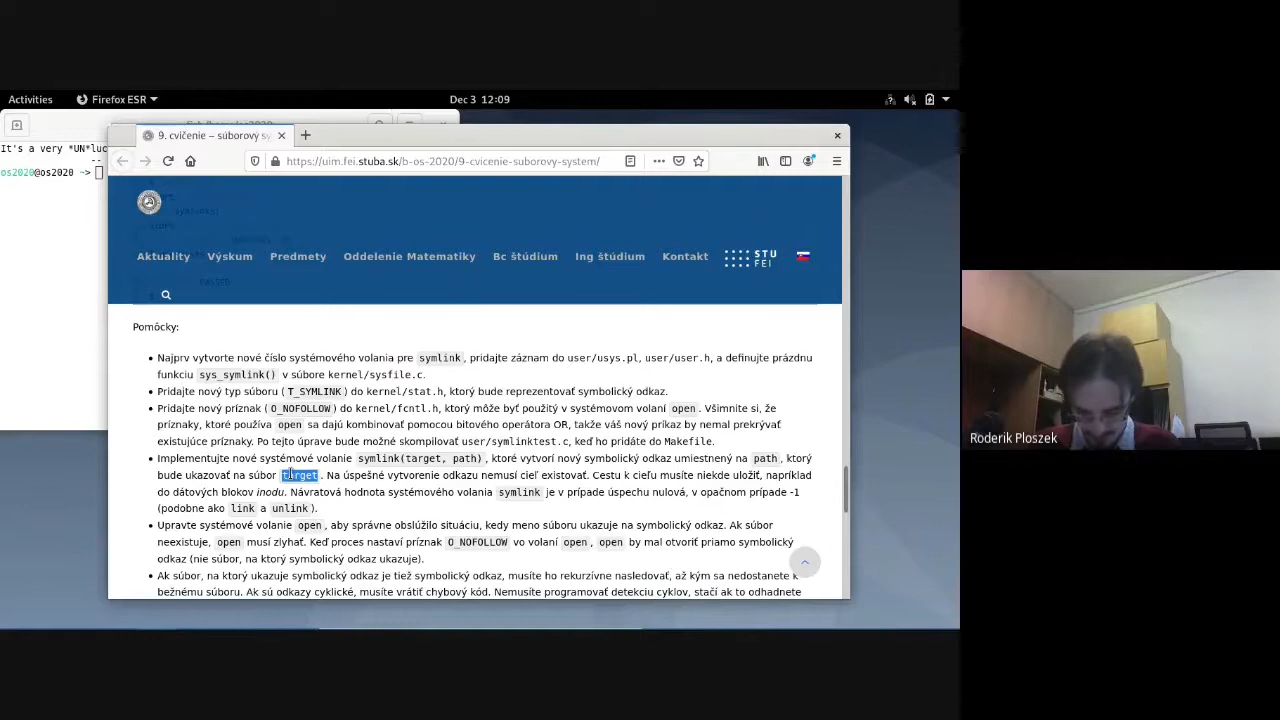 Activities
Firefox ESR
Dec 3 12:09
9. cvičenie – súborový sy
It's a very *UN*luc
--
os2020@os2020 ~>
https://uim.fei.stuba.sk/b-os-2020/9-cvicenie-suborovy-system/
Aktuality
Výskum
Predmety
Oddelenie Matematiky
Bc štúdium
Ing štúdium
Kontakt
STU
FEI
PASSED
Pomôcky:
Najprv vytvorte nové číslo systémového volania pre symlink, pridajte záznam do user/usys.pl, user/user.h, a definujte prázdnu
funkciu sys_symlink() v súbore kernel/sysfile.c.
Pridajte nový typ súboru (T_SYMLINK) do kernel/stat.h, ktorý bude reprezentovať symbolický odkaz.
Pridajte nový príznak (O_NOFOLLOW) do kernel/fcntl.h, ktorý môže byť použitý v systémovom volaní open. Všimnite si, že
príznaky, ktoré používa open sa dajú kombinovať pomocou bitového operátora OR, takže váš nový príkaz by nemal prekrývať
existujúce príznaky. Po tejto úprave bude možné skompilovať user/symlinktest.c, keď ho pridáte do Makefile.
Implementujte nové systémové volanie symlink(target, path), ktoré vytvorí nový symbolický odkaz umiestnený na path, ktorý
bude ukazovať na súbor target. Na úspešné vytvorenie odkazu nemusí cieľ existovať. Cestu k cieľu musíte niekde uložiť, napríklad
do dátových blokov inodu. Návratová hodnota systémového volania symlink je v prípade úspechu nulová, v opačnom prípade -1
(podobne ako link a unlink).
Upravte systémové volanie open, aby správne obslúžilo situáciu, kedy meno súboru ukazuje na symbolický odkaz. Ak súbor
neexistuje, open musí zlyhať. Keď proces nastaví príznak O_NOFOLLOW vo volaní open, open by mal otvoriť priamo symbolický
odkaz (nie súbor, na ktorý symbolický odkaz ukazuje).
Ak súbor, na ktorý ukazuje symbolický odkaz je tiež symbolický odkaz, musíte ho rekurzívne nasledovať, až kým sa nedostanete k
bežnému súboru. Ak sú odkazy cyklické, musíte vrátiť chybový kód. Nemusíte programovať detekciu cyklov, stačí ak to odhadnete
Roderik Ploszek